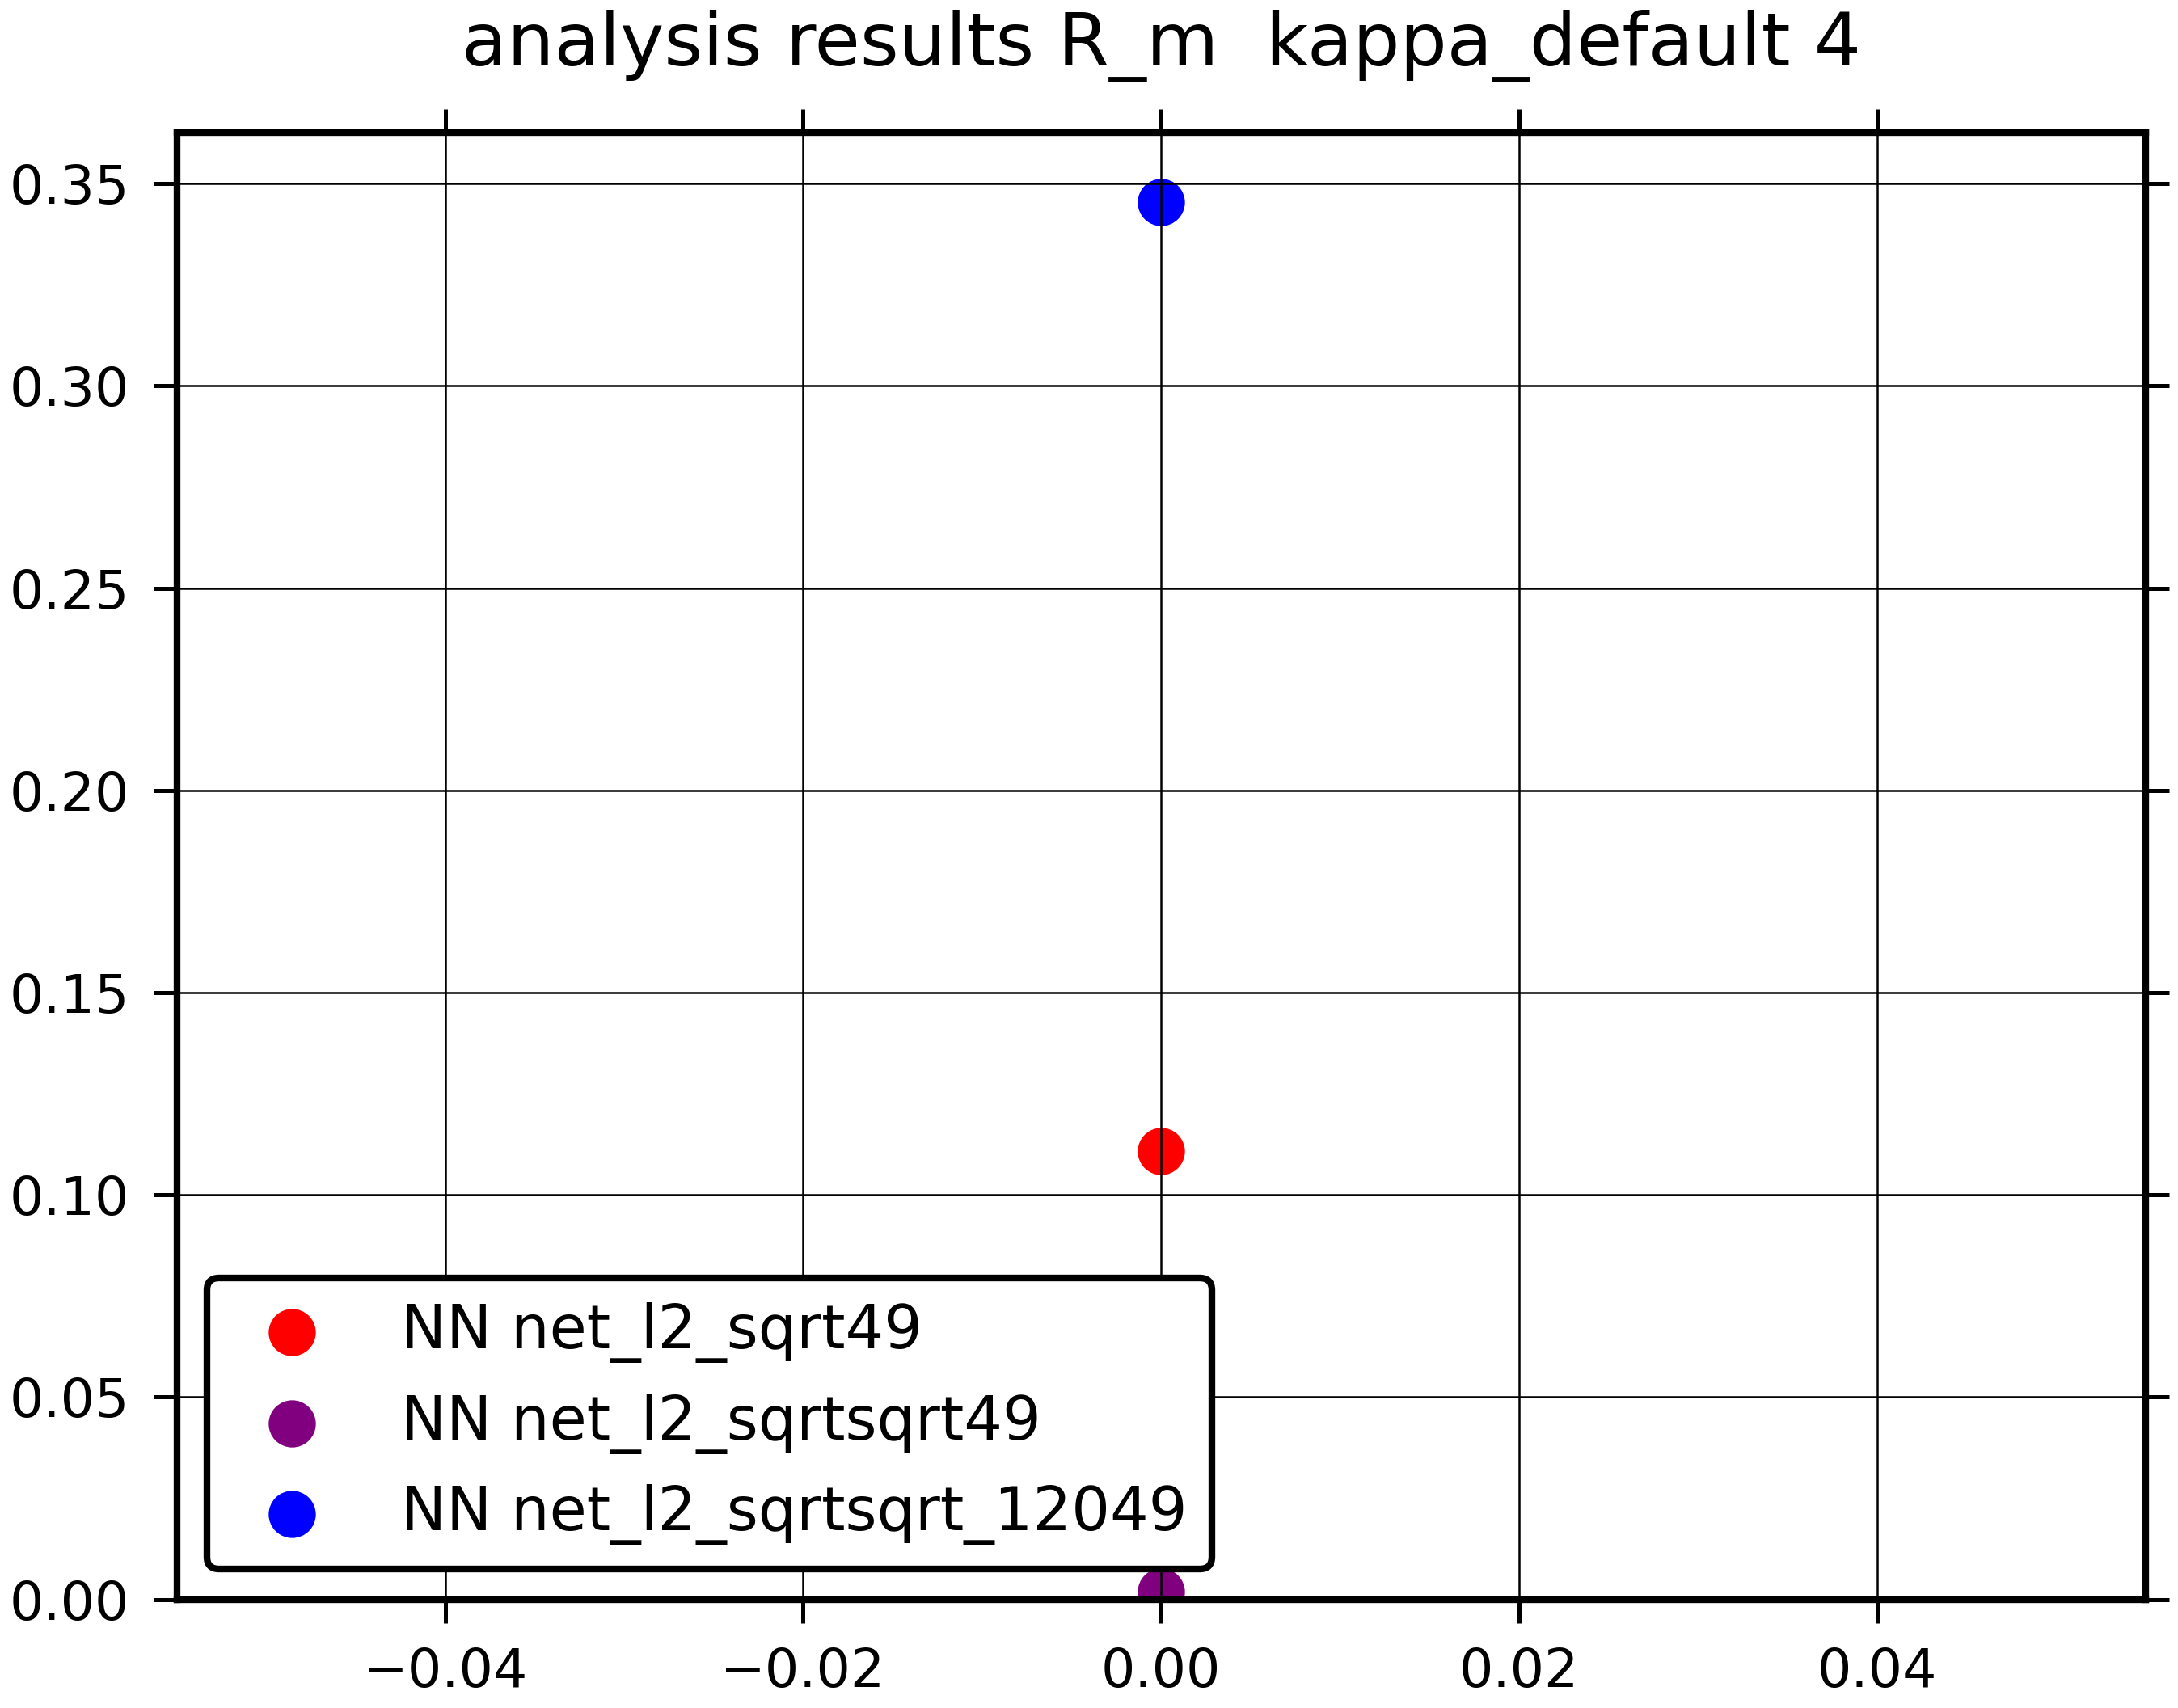 analysis results R_m  kappa_default 4
0.35
0.30
0.25
0.20
0.15
0.10
0.05
0.00
NN net_l2_sqrt49
NN net_l2_sqrtsqrt49
NN net_l2_sqrtsqrt_12049
−0.04 −0.02 0.00 0.02 0.04